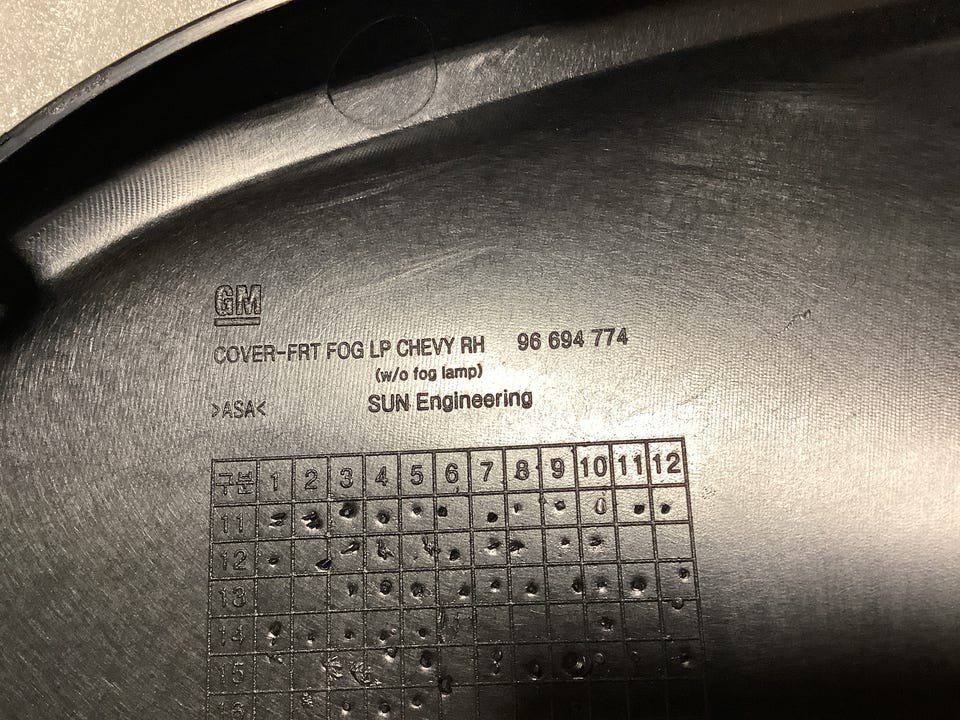 GM
COVER-FRT FOG LP CHEVY RH 96 694 774
(w/o fog lamp)
>ASA< SUN Engineering
구분 1 2 3 4 5 6 7 8 9 10 11 12
11
12
13
14
15
16